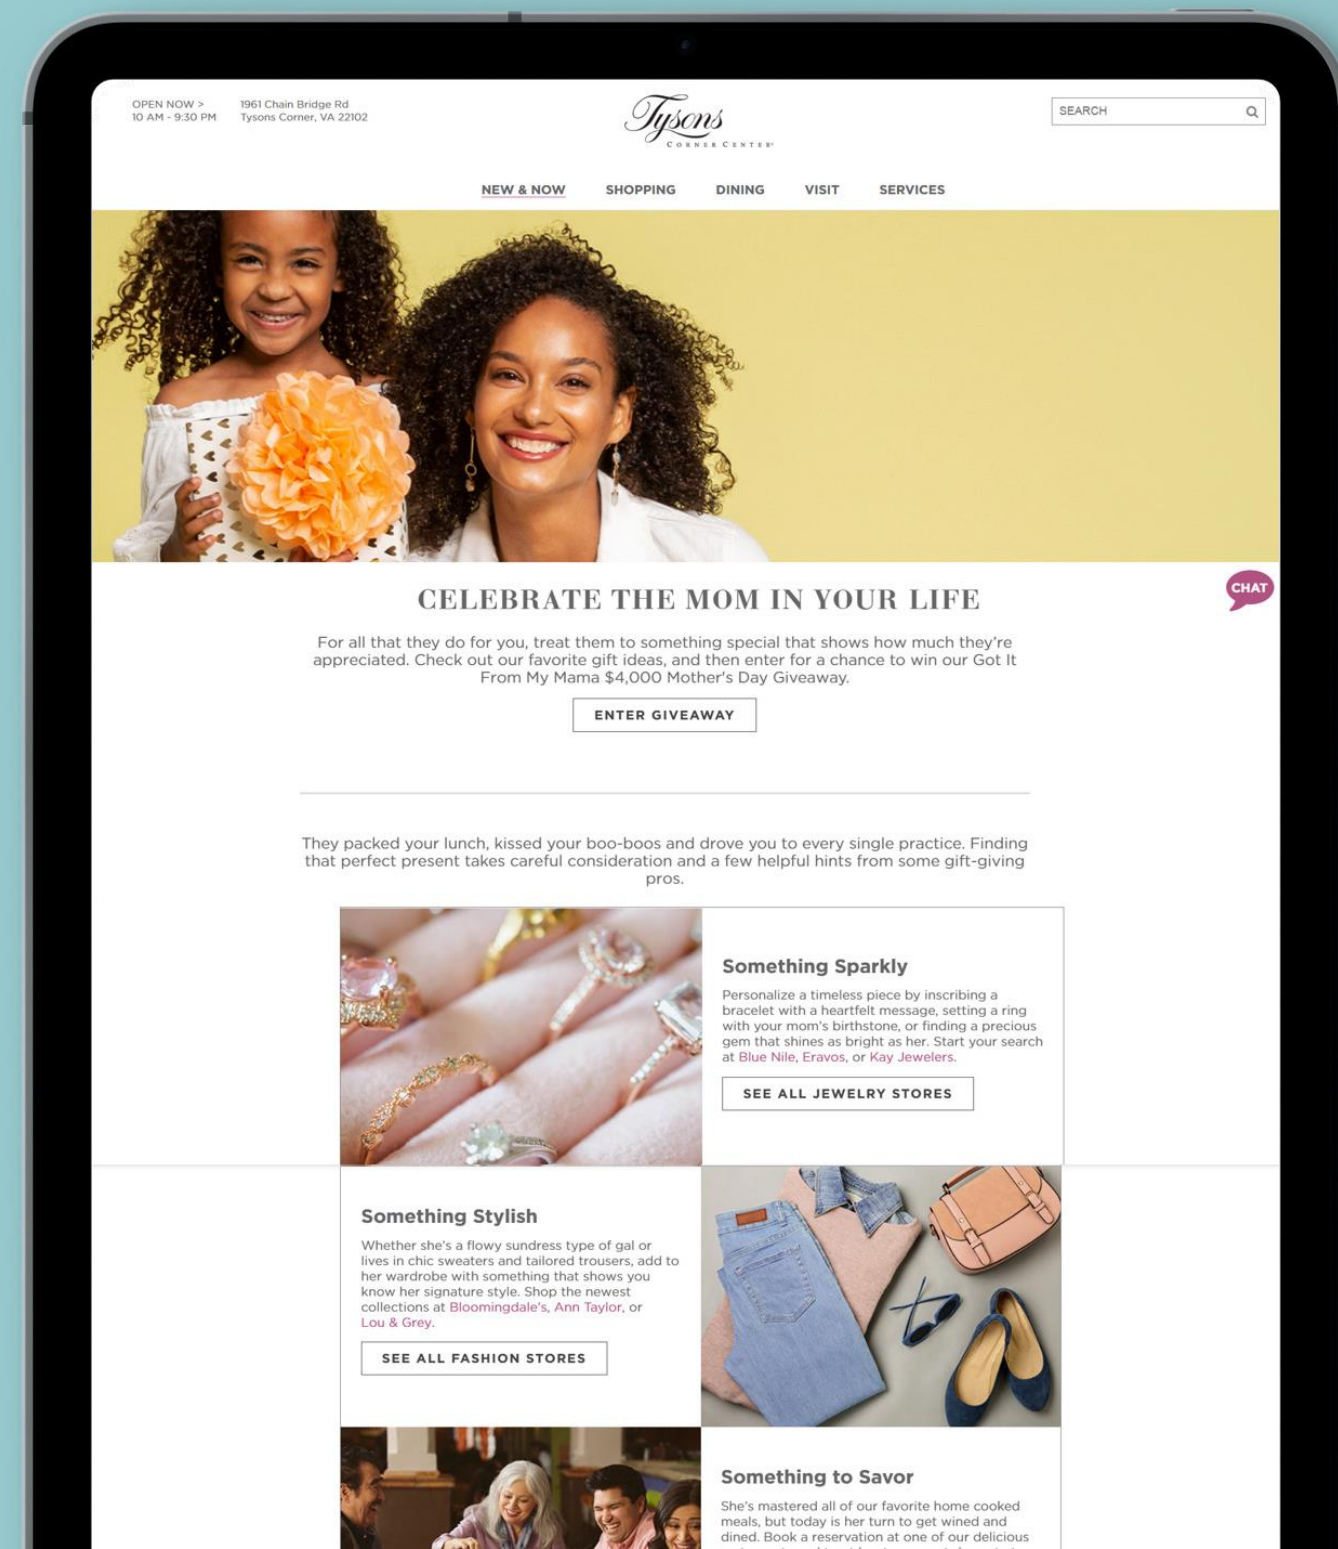 OPEN NOW >
10 AM - 9:30 PM
1961 Chain Bridge Rd
Tysons Corner, VA 22102
Tysons
CORNER CENTER
SEARCH
NEW & NOW SHOPPING DINING VISIT SERVICES
CELEBRATE THE MOM IN YOUR LIFE
CHAT
For all that they do for you, treat them to something special that shows how much they're
appreciated. Check out our favorite gift ideas, and then enter for a chance to win our Got It
From My Mama $4,000 Mother's Day Giveaway.
ENTER GIVEAWAY
They packed your lunch, kissed your boo-boos and drove you to every single practice. Finding
that perfect present takes careful consideration and a few helpful hints from some gift-giving
pros.
Something Sparkly
Personalize a timeless piece by inscribing a
bracelet with a heartfelt message, setting a ring
with your mom's birthstone, or finding a precious
gem that shines as bright as her. Start your search
at Blue Nile, Eravos, or Kay Jewelers.
SEE ALL JEWELRY STORES
Something Stylish
Whether she's a flowy sundress type of gal or
lives in chic sweaters and tailored trousers, add to
her wardrobe with something that shows you
know her signature style. Shop the newest
collections at Bloomingdale's, Ann Taylor, or
Lou & Grey.
SEE ALL FASHION STORES
Something to Savor
She's mastered all of our favorite home cooked
meals, but today is her turn to get wined and
dined. Book a reservation at one of our delicious